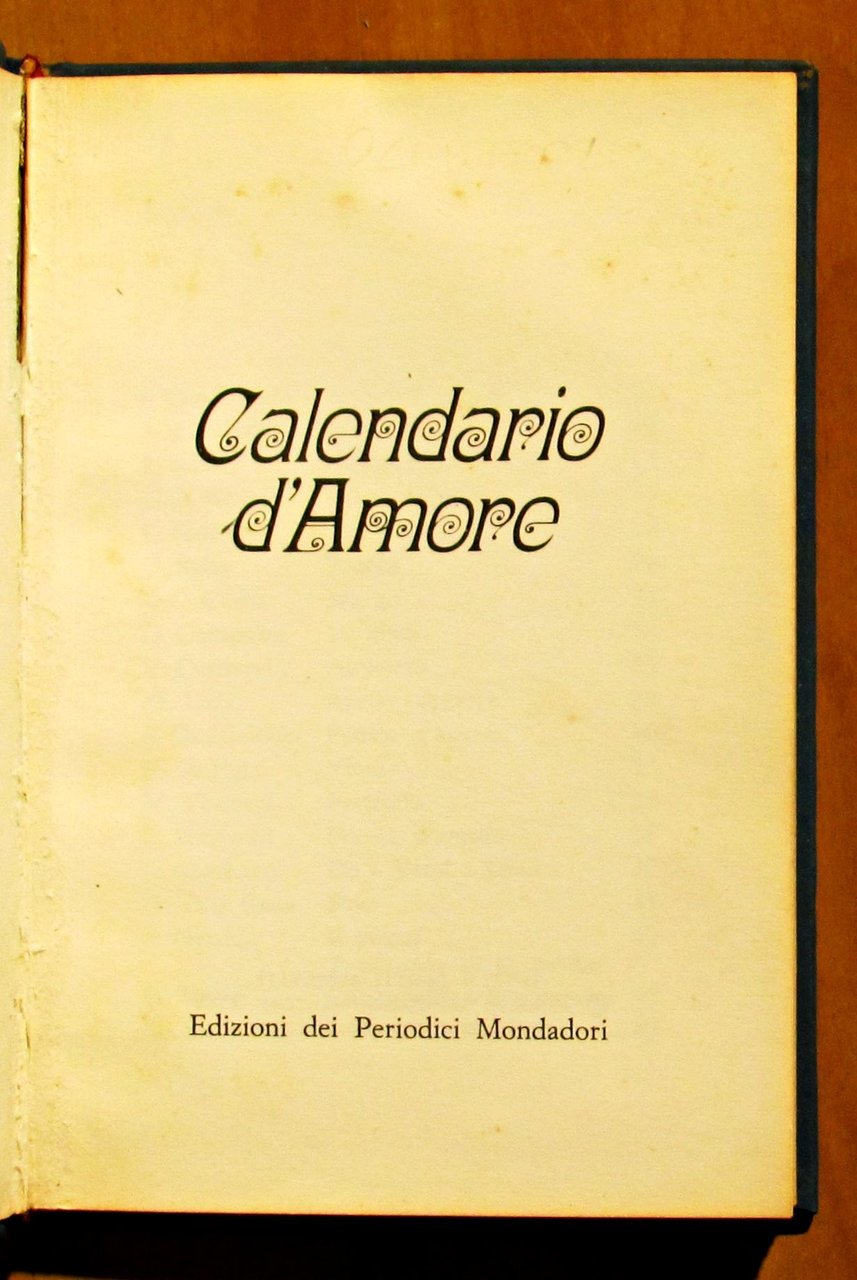 Calendario
d'Amore
Edizioni dei Periodici Mondadori